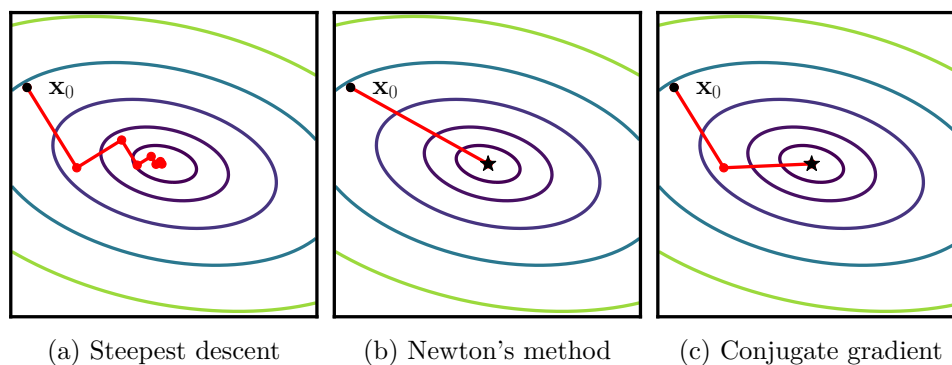 x₀
x₀
x₀
(a) Steepest descent
(b) Newton's method
(c) Conjugate gradient